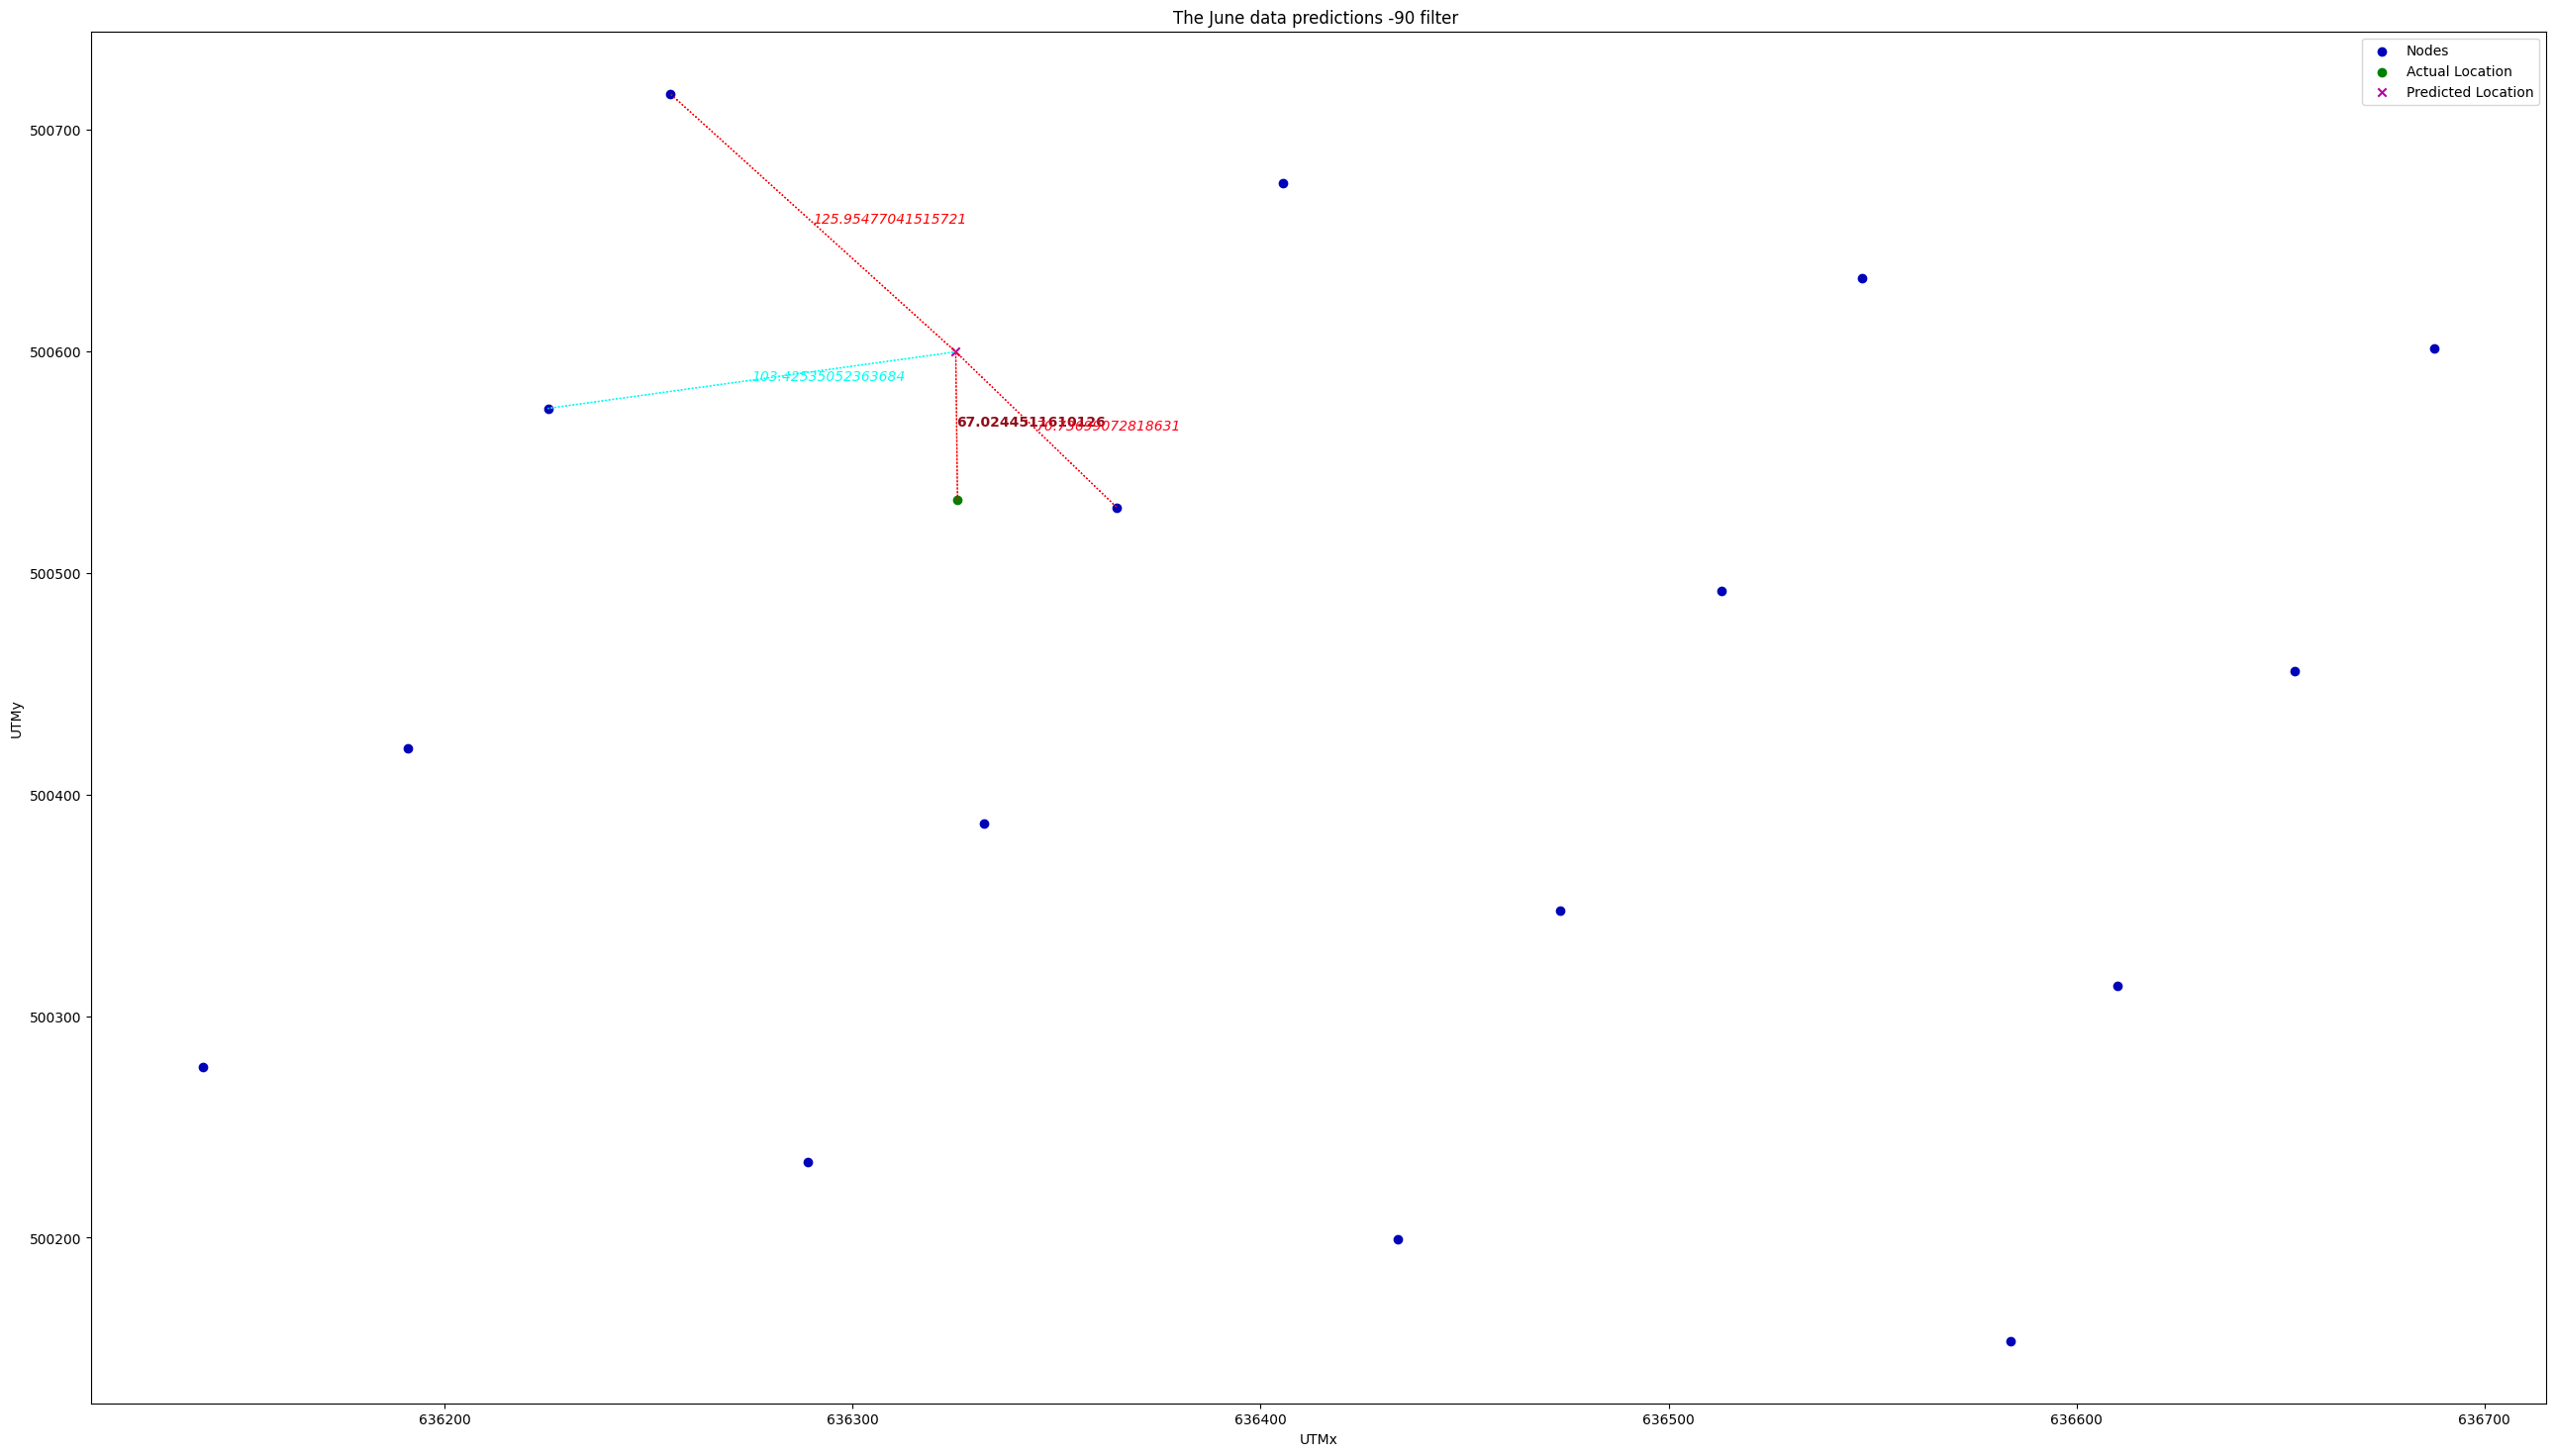 The June data predictions -90 filter
Nodes
Actual Location
Predicted Location
500700
500600
500500
500400
500300
500200
UTMy
125.95477041515721
103.42535052363684
67.0244511610126
636200
636300
636400
636500
636600
636700
UTMx